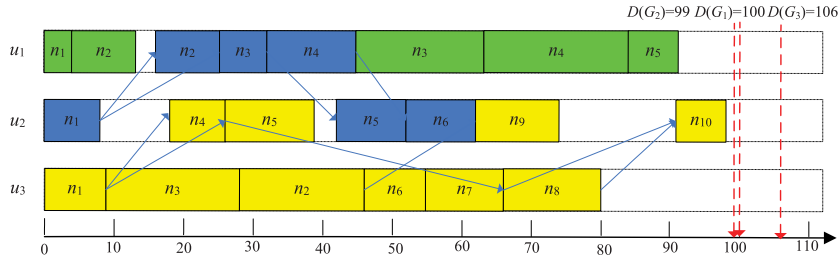 D(G₂)=99 D(G₁)=100 D(G₃)=106
u₁ n₁ n₂ n₂ n₃ n₄ n₃ n₄ n₅
u₂ n₁ n₄ n₅ n₅ n₆ n₉ n₁₀
u₃ n₁ n₃ n₂ n₆ n₇ n₈
0 10 20 30 40 50 60 70 80 90 100 110